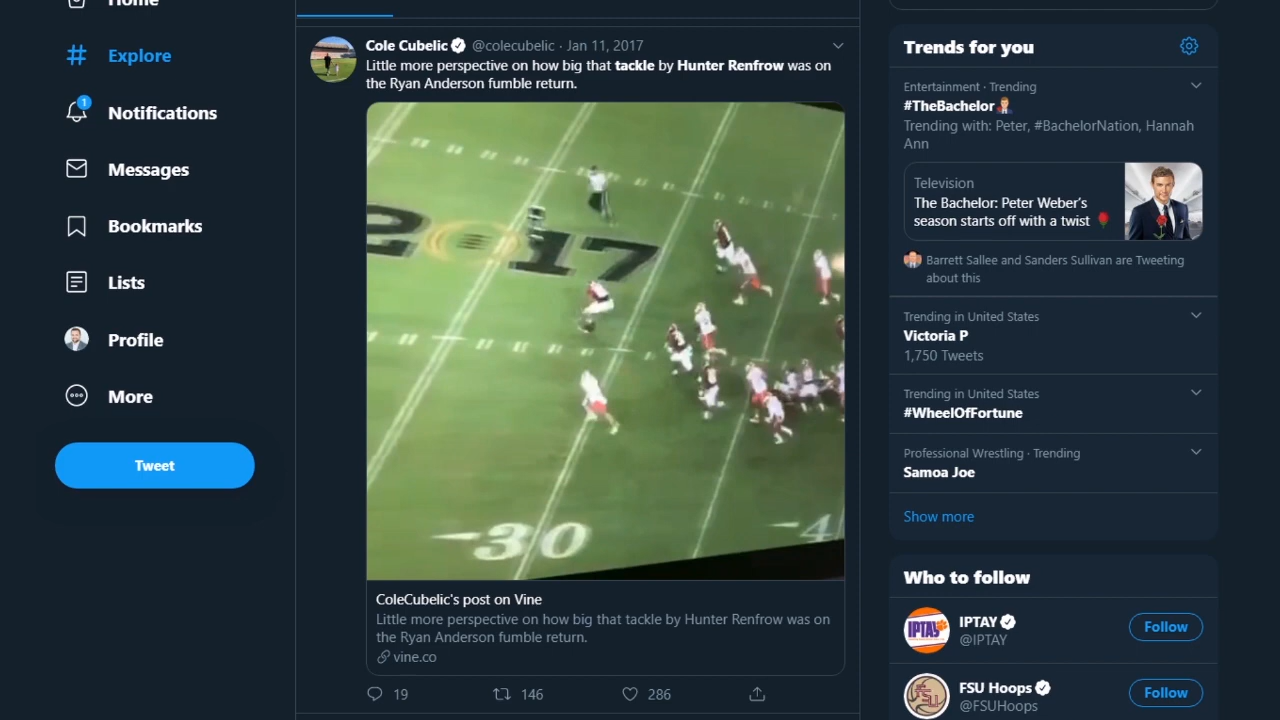 Home
Explore
1
Notifications
Messages
Bookmarks
Lists
Profile
More
Tweet
Cole Cubelic @colecubelic · Jan 11, 2017
Little more perspective on how big that tackle by Hunter Renfrow was on
the Ryan Anderson fumble return.
2017
30
4
ColeCubelic's post on Vine
Little more perspective on how big that tackle by Hunter Renfrow was on
the Ryan Anderson fumble return.
vine.co
19 146 286
Trends for you
Entertainment · Trending
#TheBachelor
Trending with: Peter, #BachelorNation, Hannah
Ann
Television
The Bachelor: Peter Weber's
season starts off with a twist
Barrett Sallee and Sanders Sullivan are Tweeting
about this
Trending in United States
Victoria P
1,750 Tweets
Trending in United States
#WheelOfFortune
Professional Wrestling · Trending
Samoa Joe
Show more
Who to follow
IPTAY
IPTAY
@IPTAY
Follow
FSU Hoops
@FSUHoops
Follow